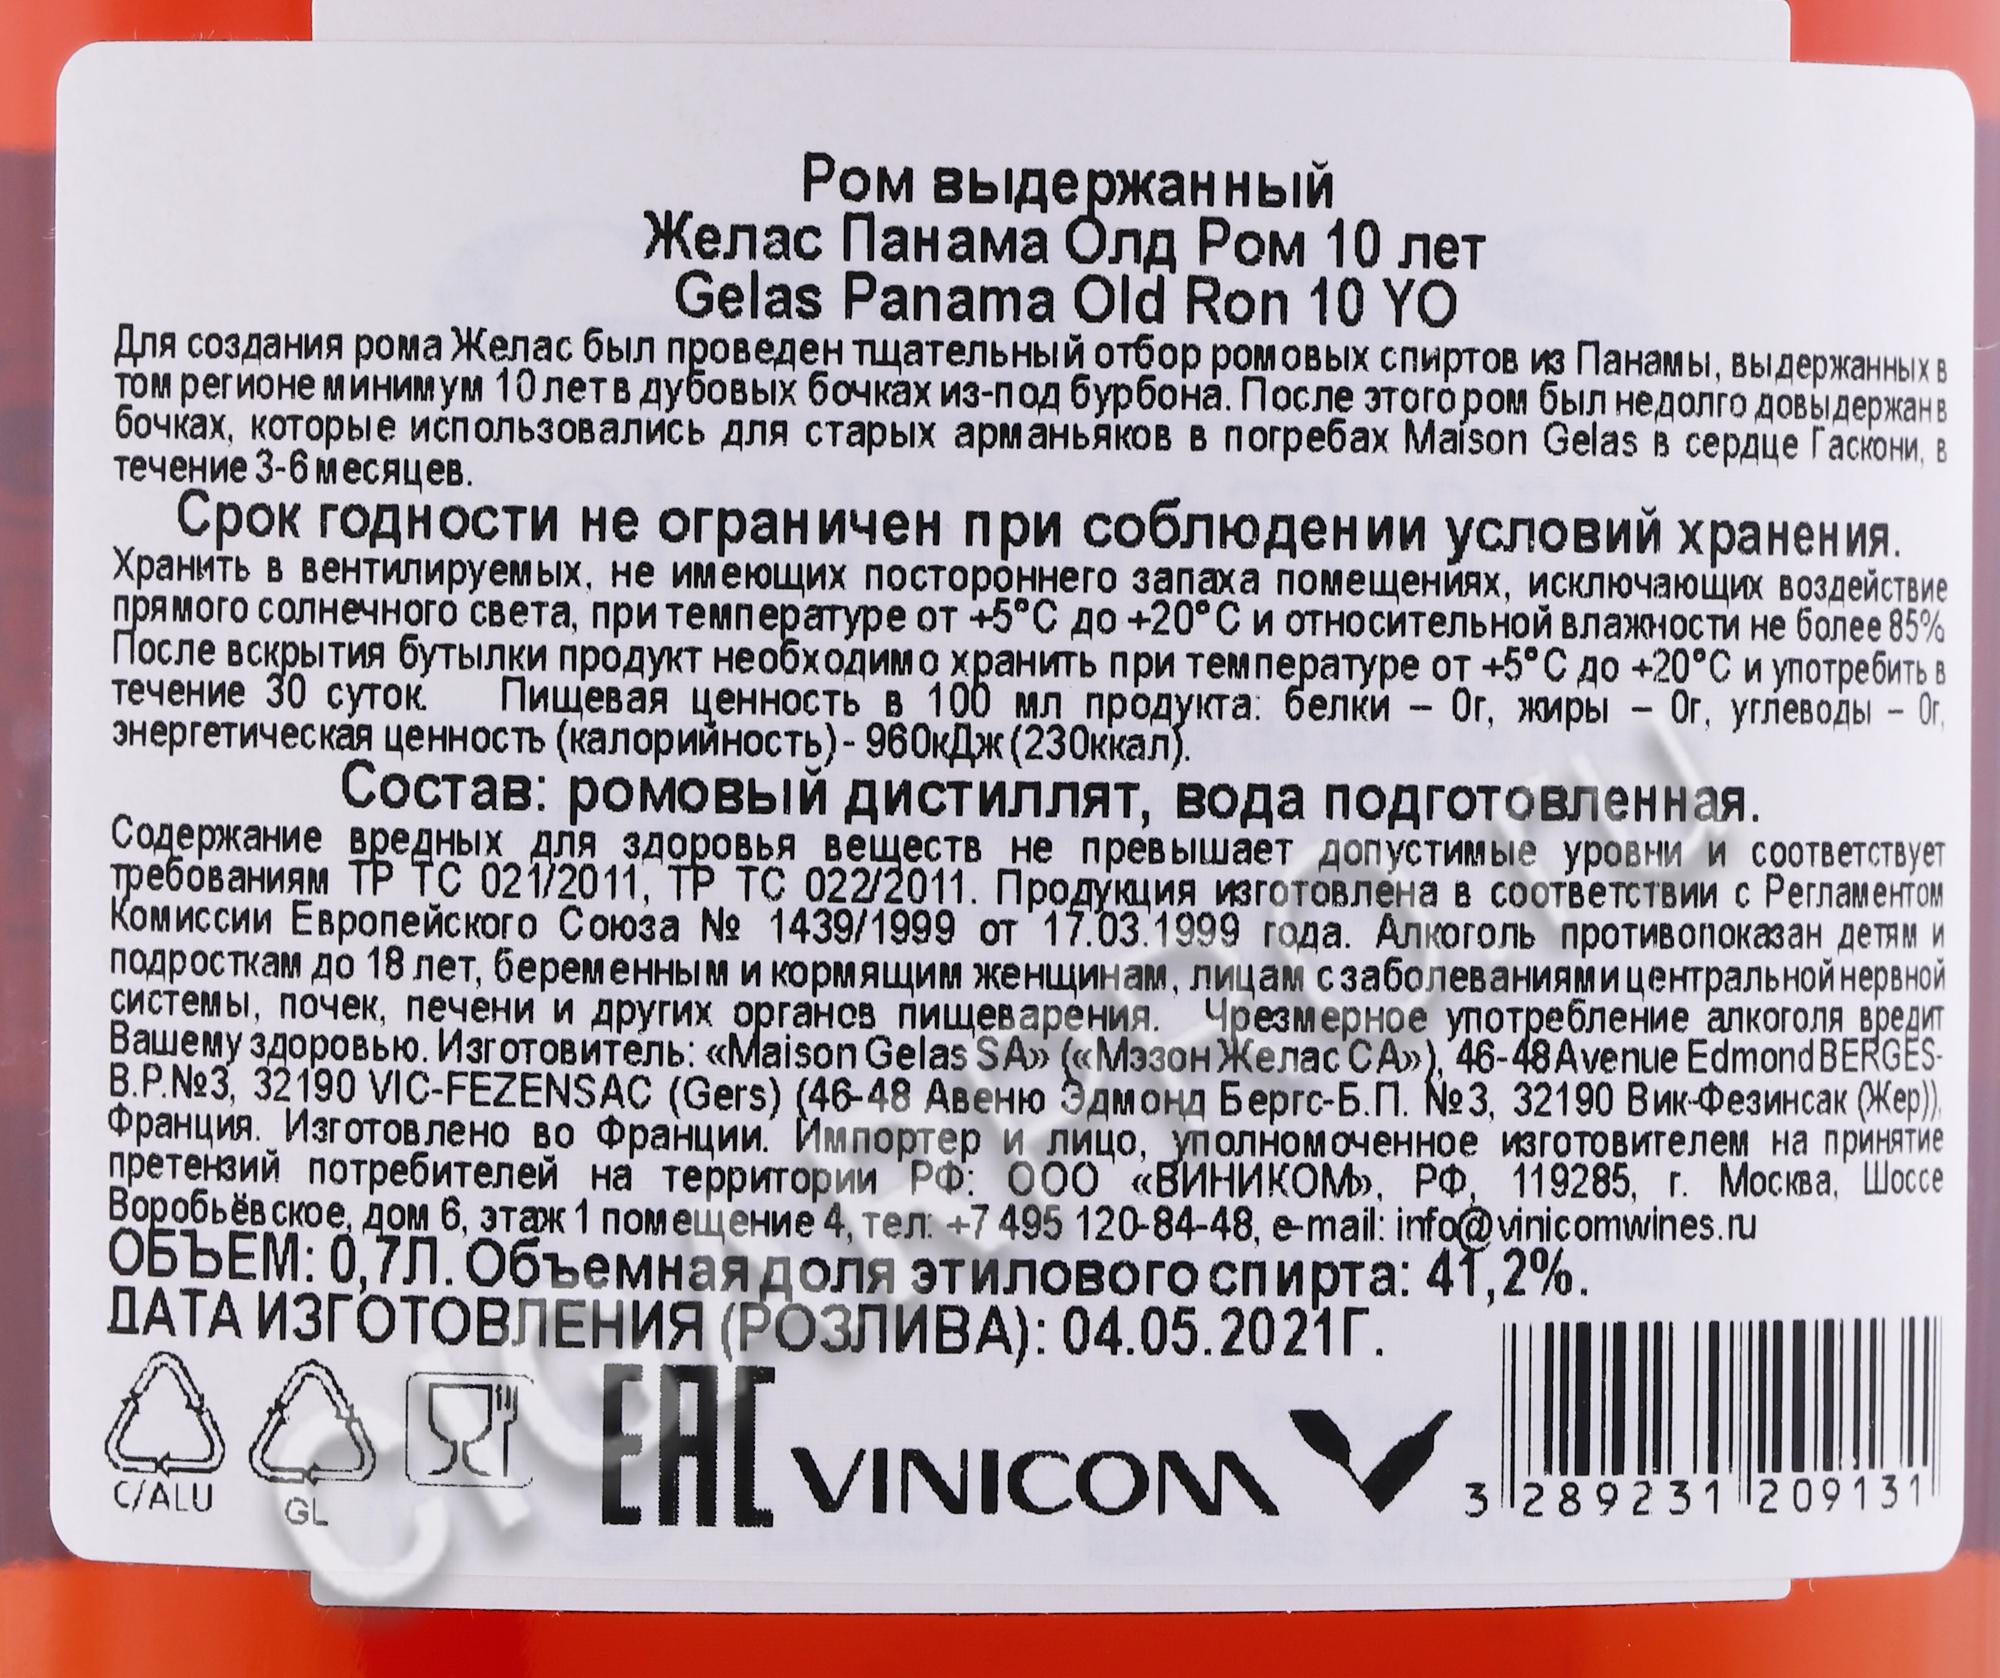 Ром выдержанный
Желас Панама Олд Ром 10 лет
Gelas Panama Old Ron 10 YO
Для создания рома Желас был проведен тщательный отбор ромовых спиртов из Панамы, выдержанных в
том регионе минимум 10 лет в дубовых бочках из-под бурбона. После этого ром был недолго довыдержан в
бочках, которые использовались для старых арманьяков в погребах Maison Gelas в сердце Гаскони, в
течение 3-6 месяцев.
Срок годности не ограничен при соблюдении условий хранения.
Хранить в вентилируемых, не имеющих постороннего запаха помещениях, исключающих воздействие
прямого солнечного света, при температуре от +5°С до +20°С и относительной влажности не более 85%
После вскрытия бутылки продукт необходимо хранить при температуре от +5°С до +20°С и употребить в
течение 30 суток. Пищевая ценность в 100 мл продукта: белки – 0г, жиры – 0г, углеводы – 0г,
энергетическая ценность (калорийность) - 960кДж (230ккал).
Состав: ромовый дистиллят, вода подготовленная.
Содержание вредных для здоровья веществ не превышает допустимые уровни и соответствует
требованиям ТР ТС 021/2011, ТР ТС 022/2011. Продукция изготовлена в соответствии с Регламентом
Комиссии Европейского Союза № 1439/1999 от 17.03.1999 года. Алкоголь противопоказан детям и
подросткам до 18 лет, беременным и кормящим женщинам, лицам с заболеваниями центральной нервной
системы, почек, печени и других органов пищеварения. Чрезмерное употребление алкоголя вредит
Вашему здоровью. Изготовитель: «Maison Gelas SA» («Мэзон Желас СА»), 46-48 Avenue Edmond BERGES-
B.P.№3, 32190 VIC-FEZENSAC (Gers) (46-48 Авеню Эдмонд Бергс-Б.П. №3, 32190 Вик-Фезинсак (Жер)),
Франция. Изготовлено во Франции. Импортер и лицо, уполномоченное изготовителем на принятие
претензий потребителей на территории РФ: ООО «ВИНИКОМ», РФ, 119285, г. Москва, Шоссе
Воробьёвское, дом 6, этаж 1 помещение 4, тел: +7 495 120-84-48, e-mail: info@vinicomwines.ru
ОБЪЕМ: 0,7Л. Объемная доля этилового спирта: 41,2%.
ДАТА ИЗГОТОВЛЕНИЯ (РОЗЛИВА): 04.05.2021Г.
C/ALU
GL
EAC
VINICOM
3 289231 209131
CIGARPRO.ru